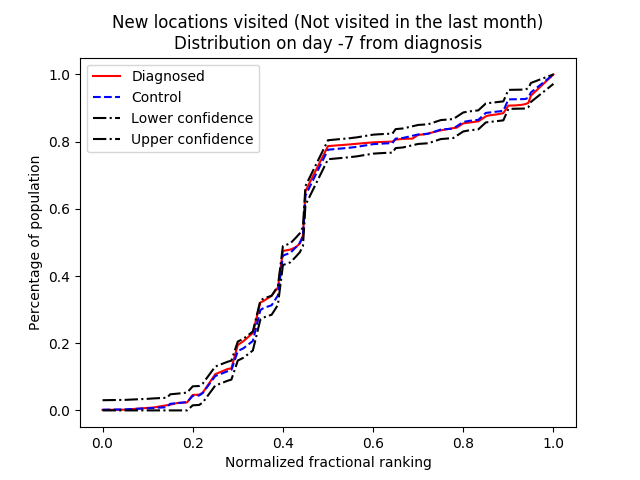 New locations visited (Not visited in the last month)
Distribution on day -7 from diagnosis
Diagnosed
Control
Lower confidence
Upper confidence
Percentage of population
1.0
0.8
0.6
0.4
0.2
0.0
0.0 0.2 0.4 0.6 0.8 1.0
Normalized fractional ranking